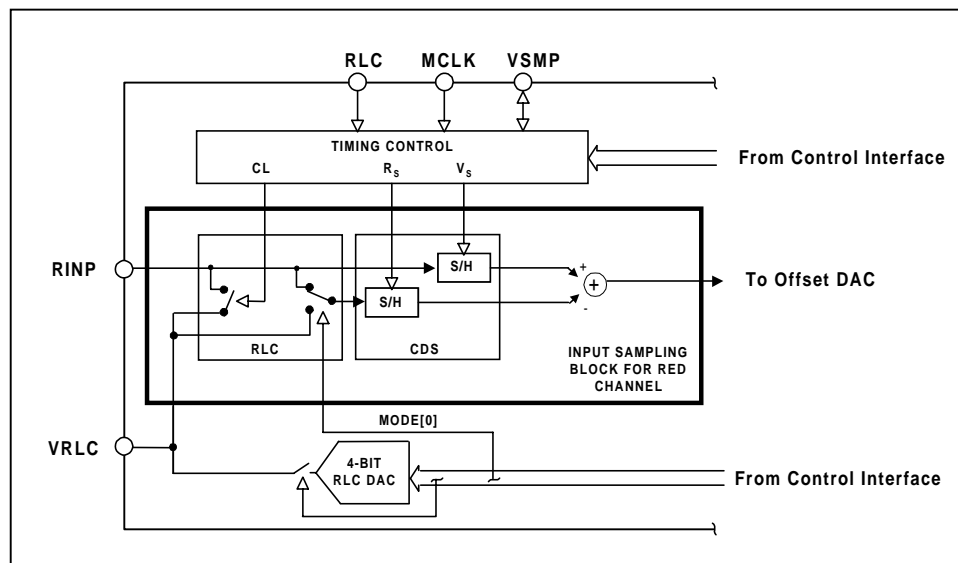 RLC MCLK VSMP
TIMING CONTROL
CL RS VS
From Control Interface
RINP
S/H
S/H
+
+
-
To Offset DAC
RLC
CDS
INPUT SAMPLING
BLOCK FOR RED
CHANNEL
MODE[0]
VRLC
4-BIT
RLC DAC
From Control Interface